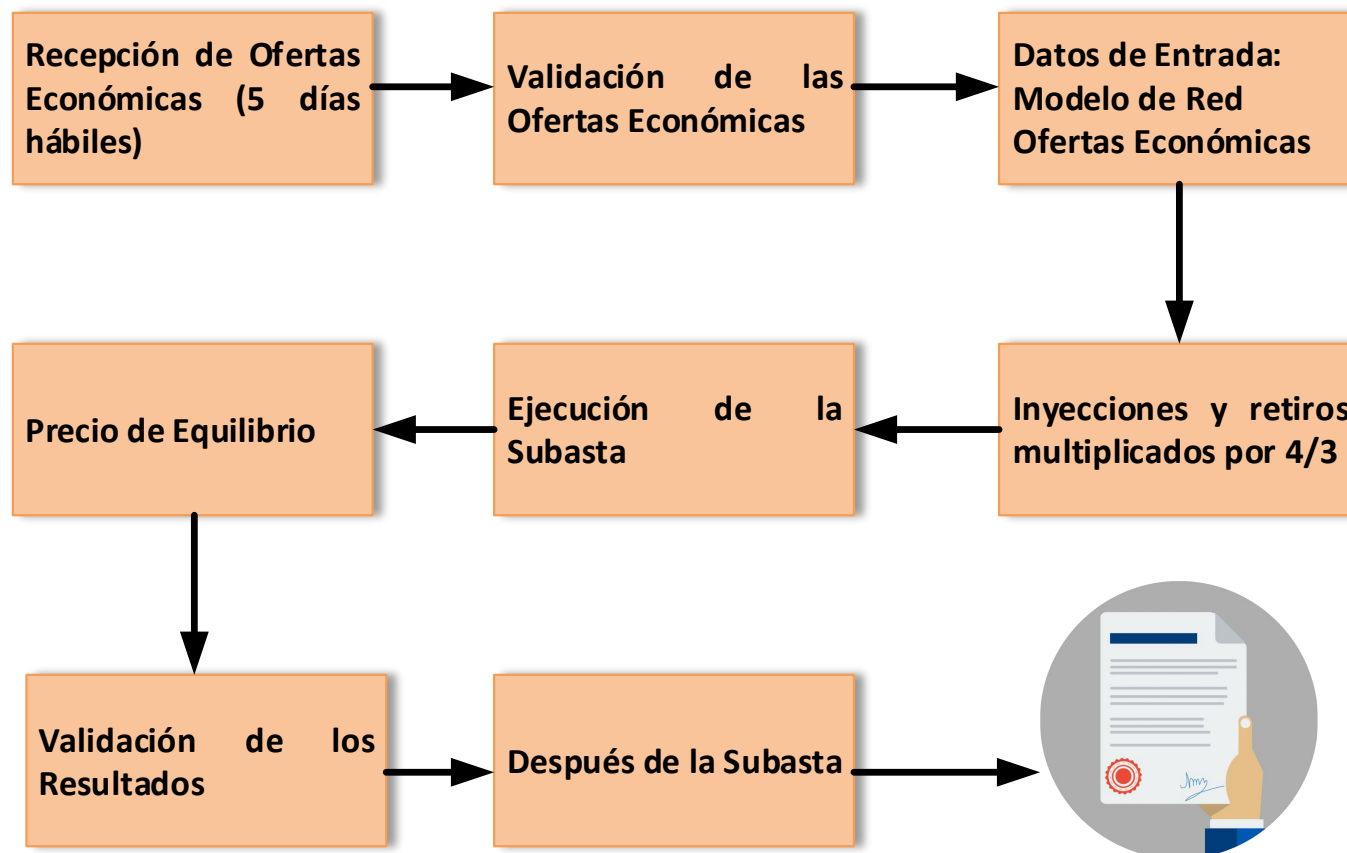 Recepción de Ofertas
Económicas (5 días
hábiles)
Validación de las
Ofertas Económicas
Datos de Entrada:
Modelo de Red
Ofertas Económicas
Inyecciones y retiros
multiplicados por 4/3
Ejecución de la
Subasta
Precio de Equilibrio
Validación de los
Resultados
Después de la Subasta